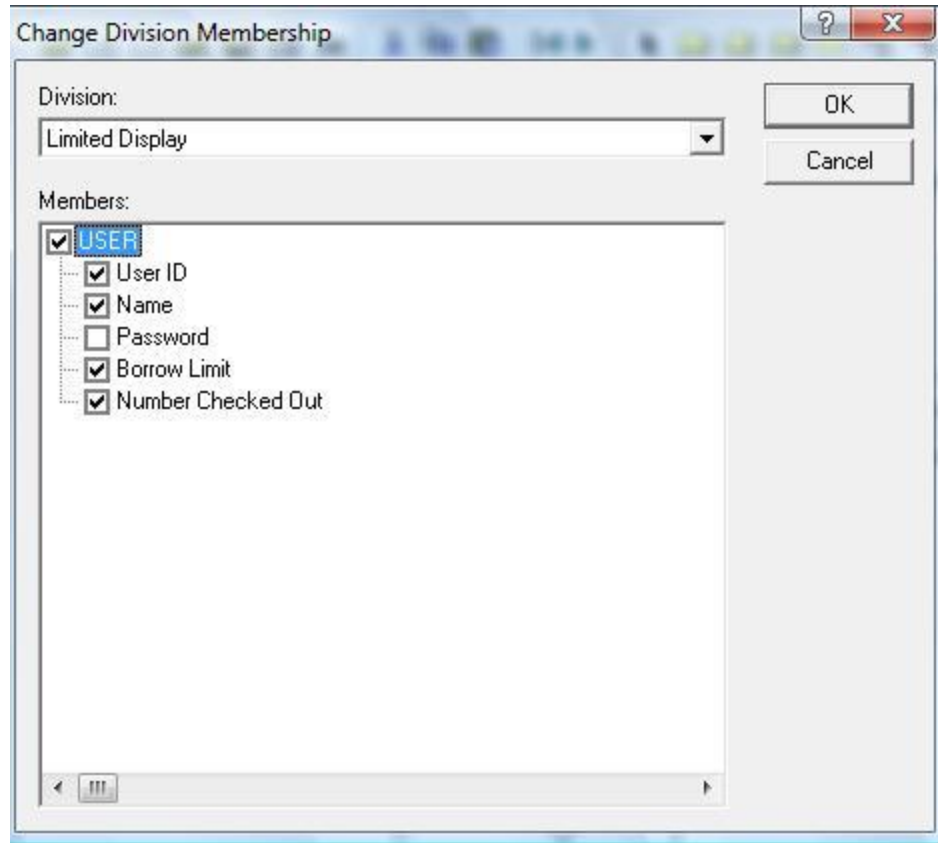 Change Division Membership
Division:
OK
Limited Display
Cancel
Members:
USER
User ID
Name
Password
Borrow Limit
Number Checked Out